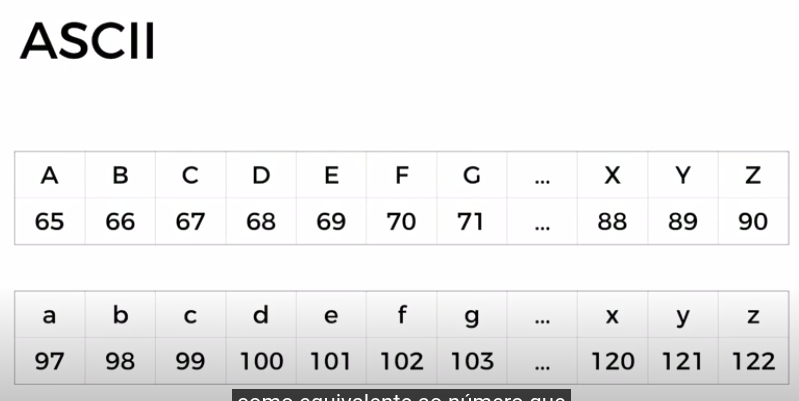 ASCII
A B C D E F G ... X Y Z
65 66 67 68 69 70 71 ... 88 89 90
a b c d e f g ... x y z
97 98 99 100 101 102 103 ... 120 121 122
como equivalente ao número que